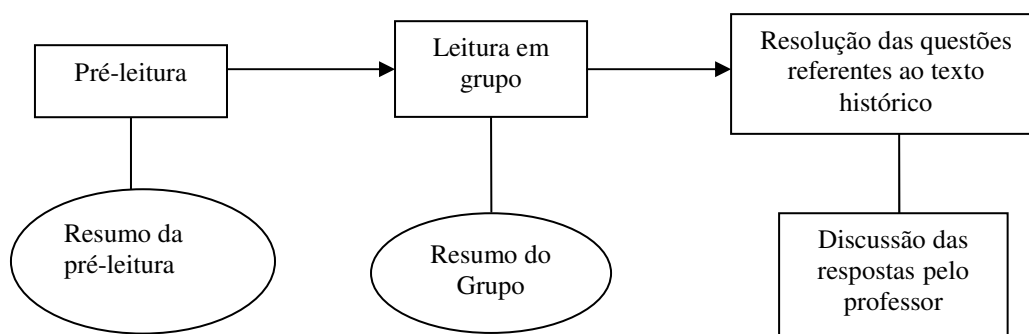 Pré-leitura
Leitura em
grupo
Resolução das questões
referentes ao texto
histórico
Resumo da
pré-leitura
Resumo do
Grupo
Discussão das
respostas pelo
professor